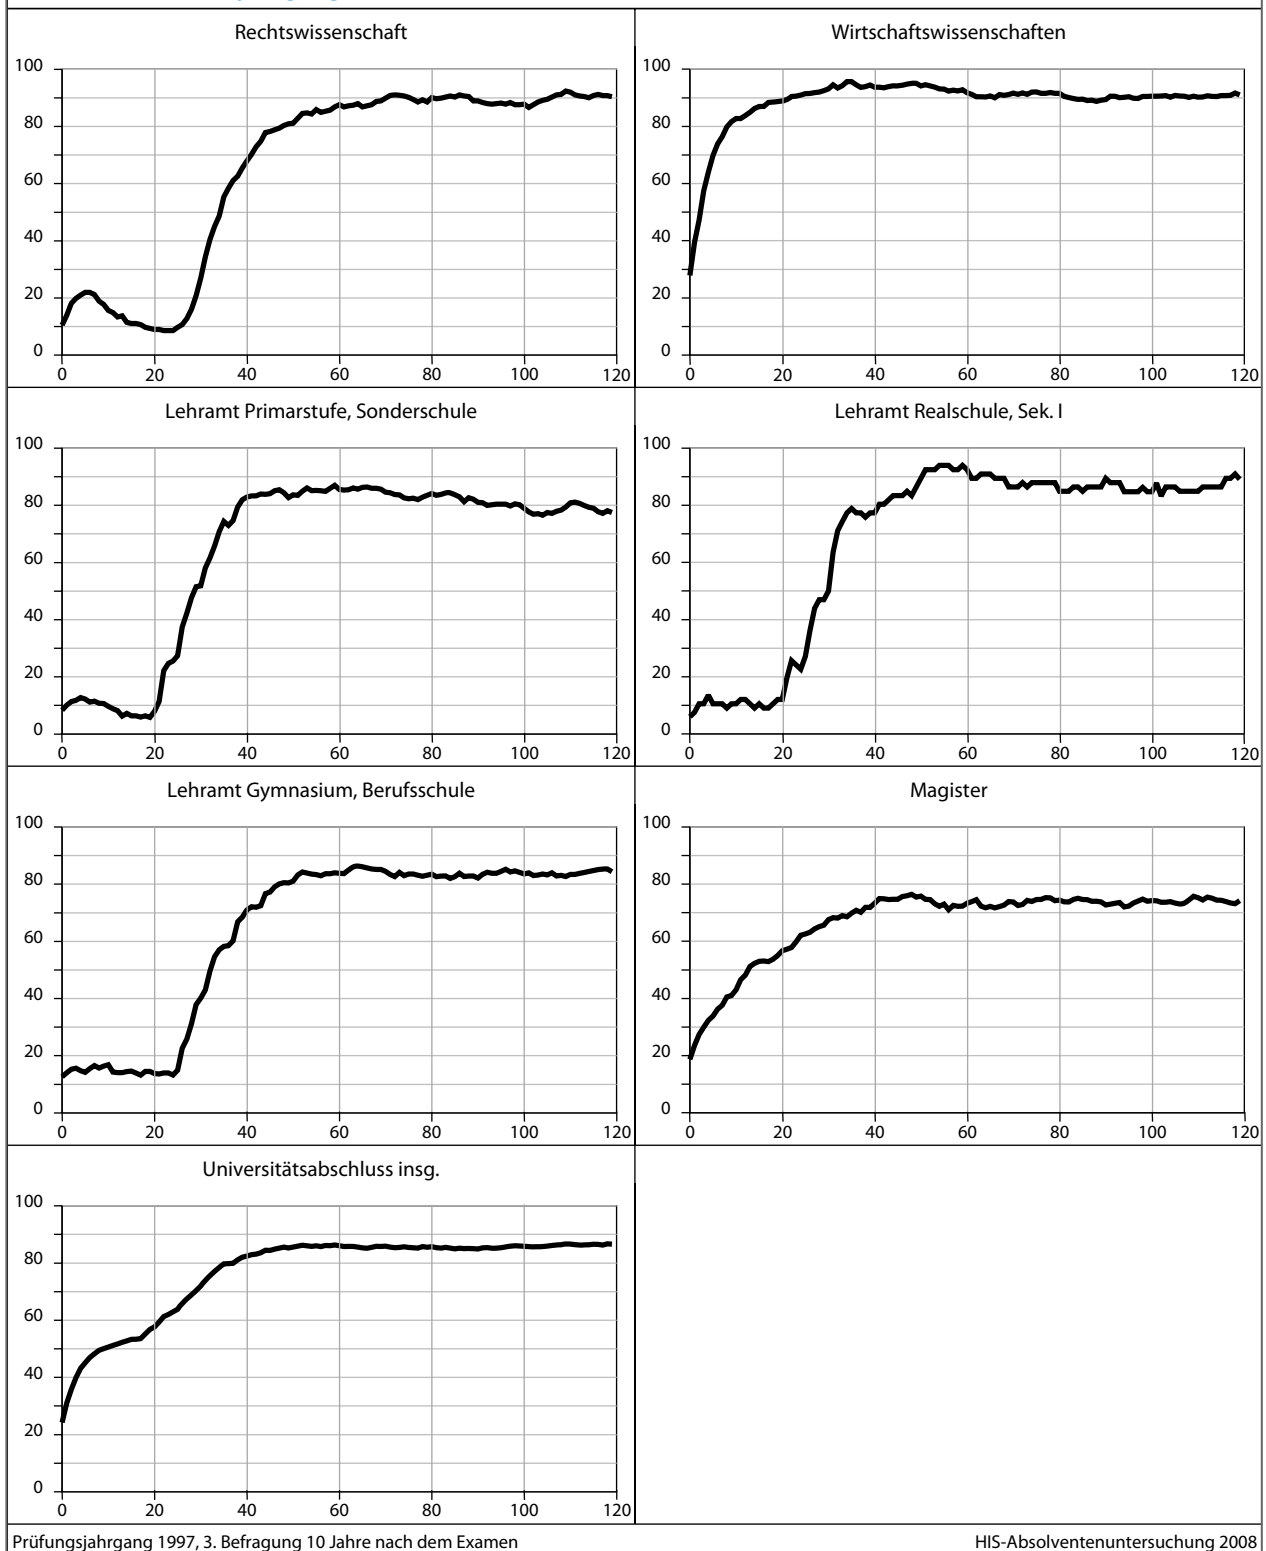 Rechtswissenschaft
100
80
60
40
20
0
0 20 40 60 80 100 120
Wirtschaftswissenschaften
100
80
60
40
20
0
0 20 40 60 80 100 120
Lehramt Primarstufe, Sonderschule
100
80
60
40
20
0
0 20 40 60 80 100 120
Lehramt Realschule, Sek. I
100
80
60
40
20
0
0 20 40 60 80 100 120
Lehramt Gymnasium, Berufsschule
100
80
60
40
20
0
0 20 40 60 80 100 120
Magister
100
80
60
40
20
0
0 20 40 60 80 100 120
Universitätsabschluss insg.
100
80
60
40
20
0
0 20 40 60 80 100 120
Prüfungsjahrgang 1997, 3. Befragung 10 Jahre nach dem Examen
HIS-Absolventenuntersuchung 2008